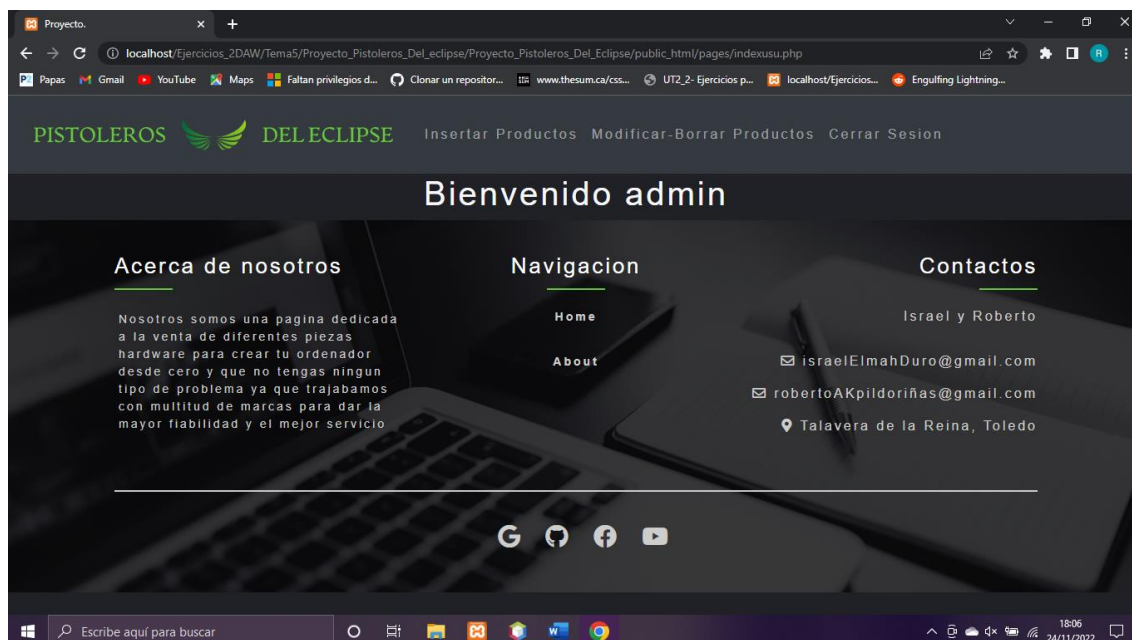 Proyecto.
localhost/Ejercicios_2DAW/Tema5/Proyecto_Pistoleros_Del_eclipse/Proyecto_Pistoleros_Del_Eclipse/public_html/pages/indexusu.php
R
Papas Gmail YouTube Maps Faltan privilegios d... Clonar un repositor... www.thesum.ca/css... UT2_2- Ejercicios p... localhost/Ejercicios... Engulfing Lightning...
PISTOLEROS DEL ECLIPSE Insertar Productos Modificar-Borrar Productos Cerrar Sesion
Bienvenido admin
Acerca de nosotros
Nosotros somos una pagina dedicada
a la venta de diferentes piezas
hardware para crear tu ordenador
desde cero y que no tengas ningun
tipo de problema ya que trajabamos
con multitud de marcas para dar la
mayor fiabilidad y el mejor servicio
Navigacion
Home
About
Contactos
Israel y Roberto
israelElmahDuro@gmail.com
robertoAKpildoriñas@gmail.com
Talavera de la Reina, Toledo
Escribe aquí para buscar
18:06
24/11/2022